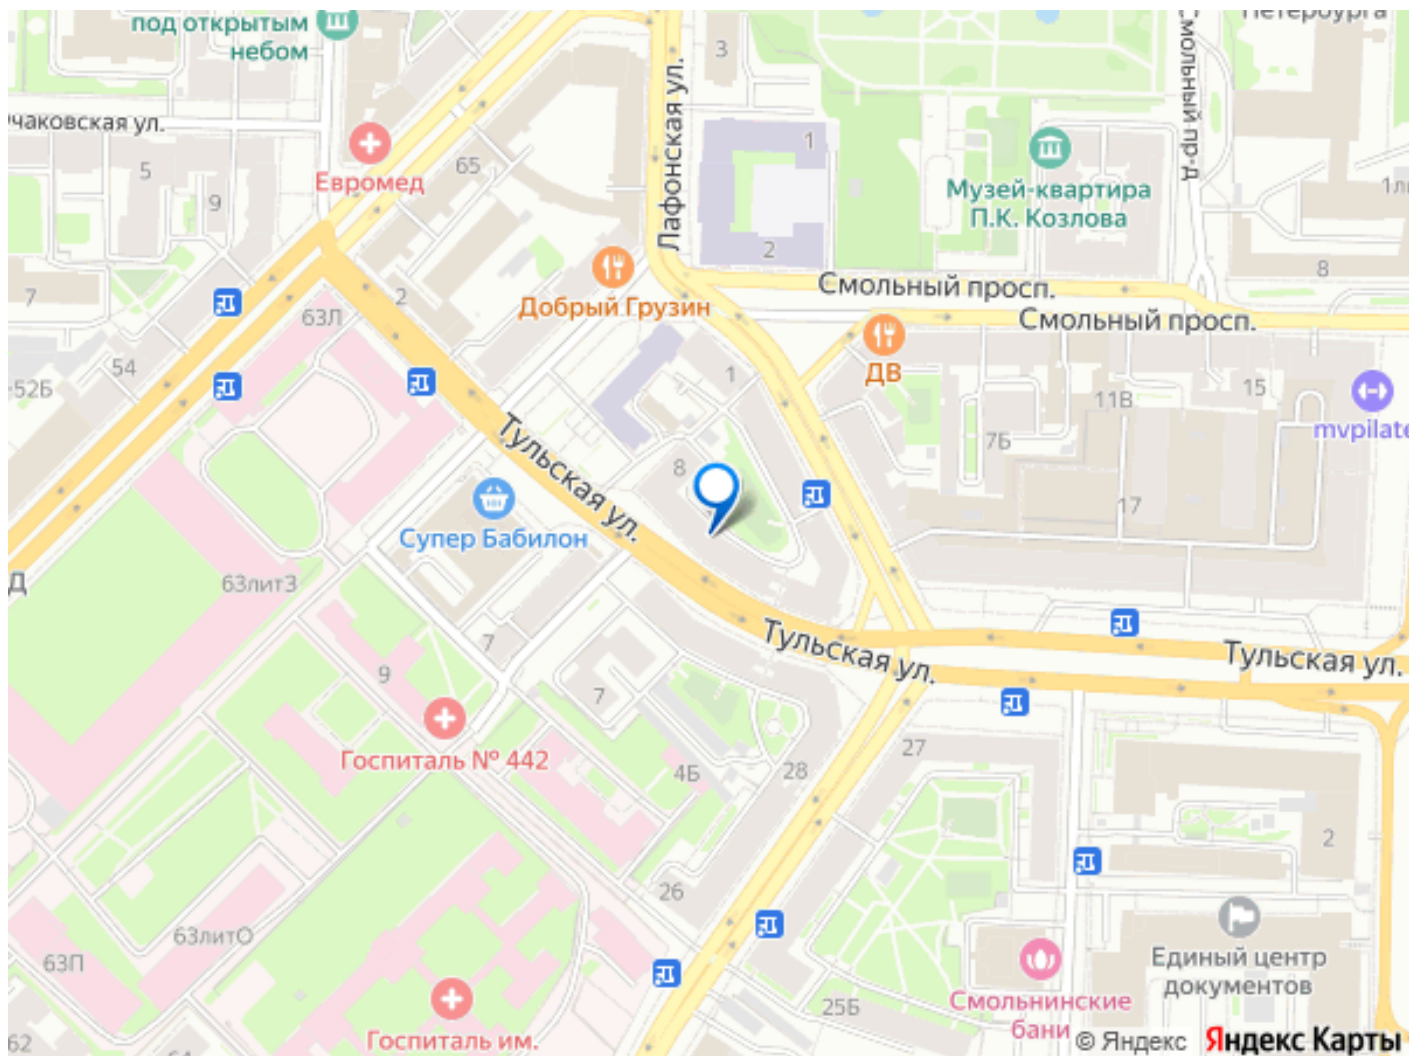 под открытым
небом
Петербурга
3
Лафонская ул.
Смольный пр-д
Очаковская ул.
5
9
65
Евромед
1
2
Музей-квартира
П.К. Козлова
8
7
63Л
2
Добрый Грузин
Смольный просп.
Смольный просп.
54
52Б
1
ДВ
11В
15
7Б
mvpilate
Тульская ул.
8
17
Супер Бабилон
63литЗ
Д
7
9
7
Тульская ул.
Тульская ул.
Госпиталь № 442
4Б
28
27
2
26
63литО
63П
Единый центр
документов
Смольнинские
бани
25Б
62
Госпиталь им.
© Яндекс Яндекс Карты